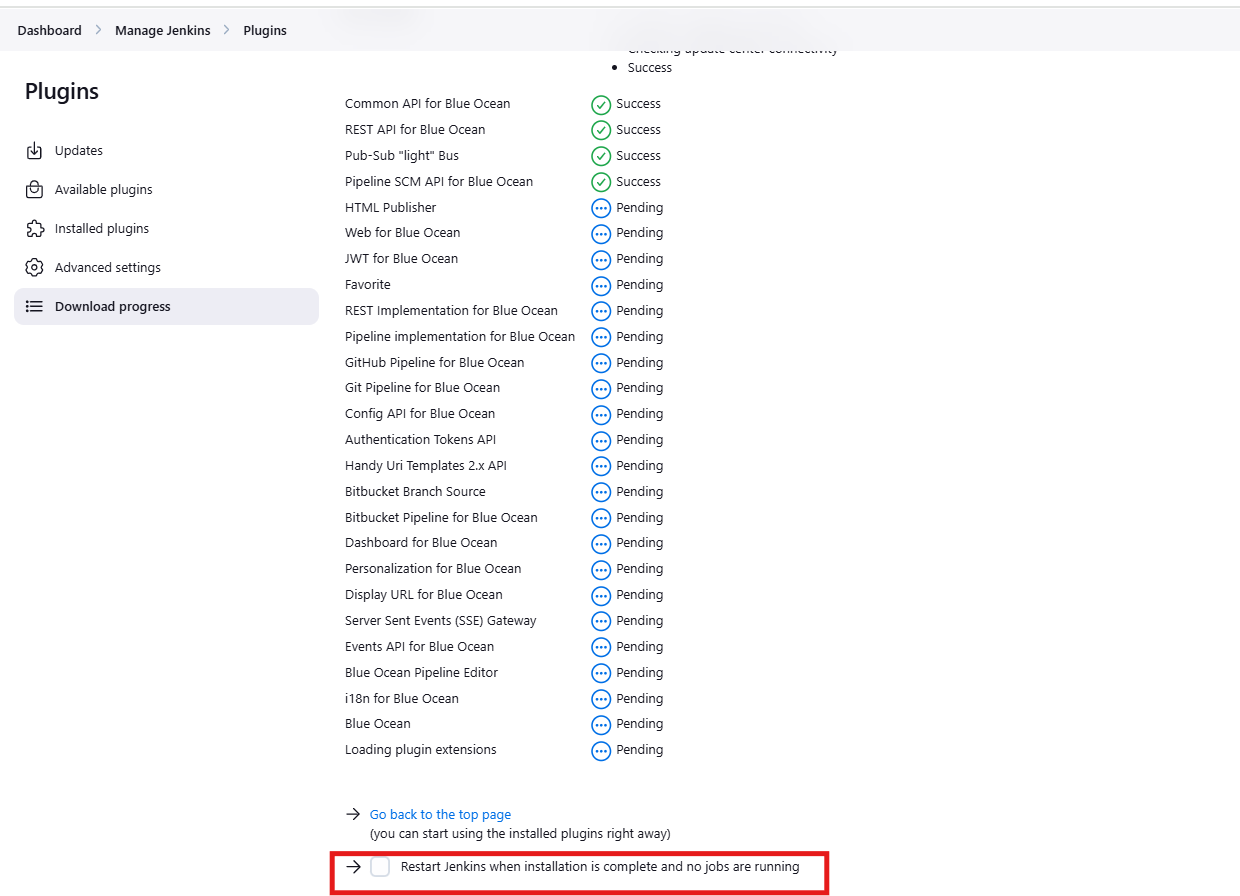 Dashboard > Manage Jenkins > Plugins
Checking update center connectivity
Success
Plugins
Updates
Available plugins
Installed plugins
Advanced settings
Download progress
Common API for Blue Ocean Success
REST API for Blue Ocean Success
Pub-Sub "light" Bus Success
Pipeline SCM API for Blue Ocean Success
HTML Publisher Pending
Web for Blue Ocean Pending
JWT for Blue Ocean Pending
Favorite Pending
REST Implementation for Blue Ocean Pending
Pipeline implementation for Blue Ocean Pending
GitHub Pipeline for Blue Ocean Pending
Git Pipeline for Blue Ocean Pending
Config API for Blue Ocean Pending
Authentication Tokens API Pending
Handy Uri Templates 2.x API Pending
Bitbucket Branch Source Pending
Bitbucket Pipeline for Blue Ocean Pending
Dashboard for Blue Ocean Pending
Personalization for Blue Ocean Pending
Display URL for Blue Ocean Pending
Server Sent Events (SSE) Gateway Pending
Events API for Blue Ocean Pending
Blue Ocean Pipeline Editor Pending
i18n for Blue Ocean Pending
Blue Ocean Pending
Loading plugin extensions Pending
Go back to the top page
(you can start using the installed plugins right away)
Restart Jenkins when installation is complete and no jobs are running